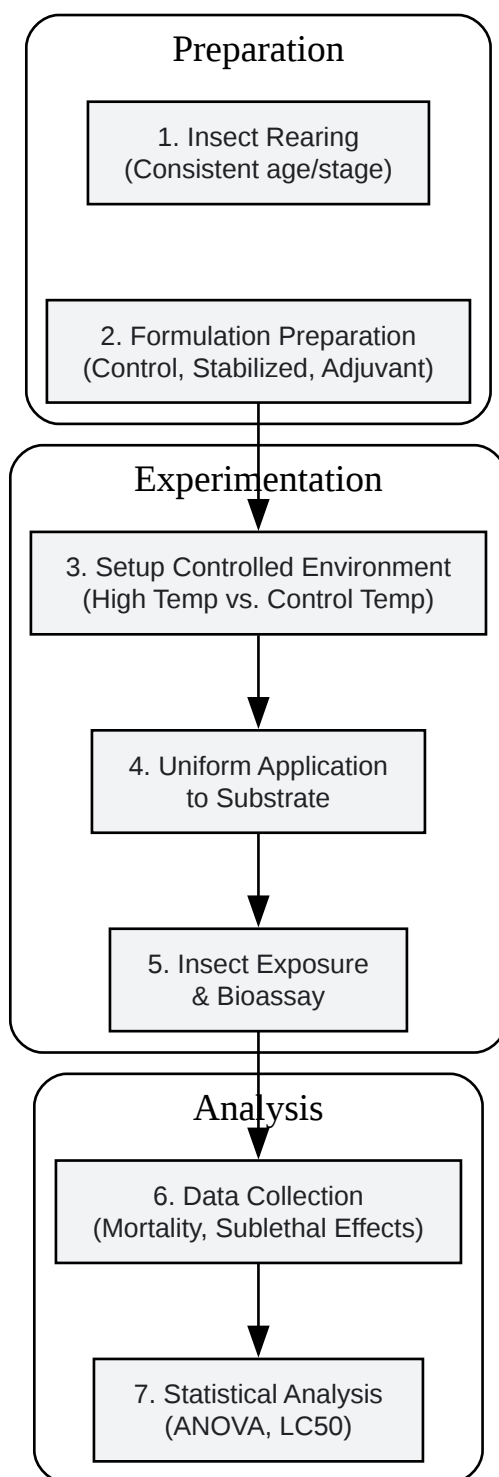 Preparation
1. Insect Rearing
(Consistent age/stage)
2. Formulation Preparation
(Control, Stabilized, Adjuvant)
Experimentation
3. Setup Controlled Environment
(High Temp vs. Control Temp)
4. Uniform Application
to Substrate
5. Insect Exposure
& Bioassay
Analysis
6. Data Collection
(Mortality, Sublethal Effects)
7. Statistical Analysis
(ANOVA, LC50)